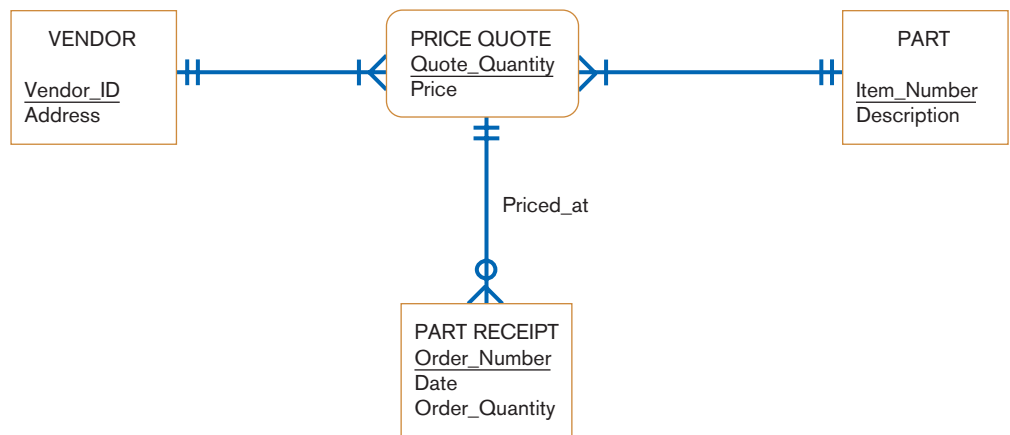 VENDOR
Vendor_ID
Address
PRICE QUOTE
Quote_Quantity
Price
PART
Item_Number
Description
Priced_at
PART RECEIPT
Order_Number
Date
Order_Quantity